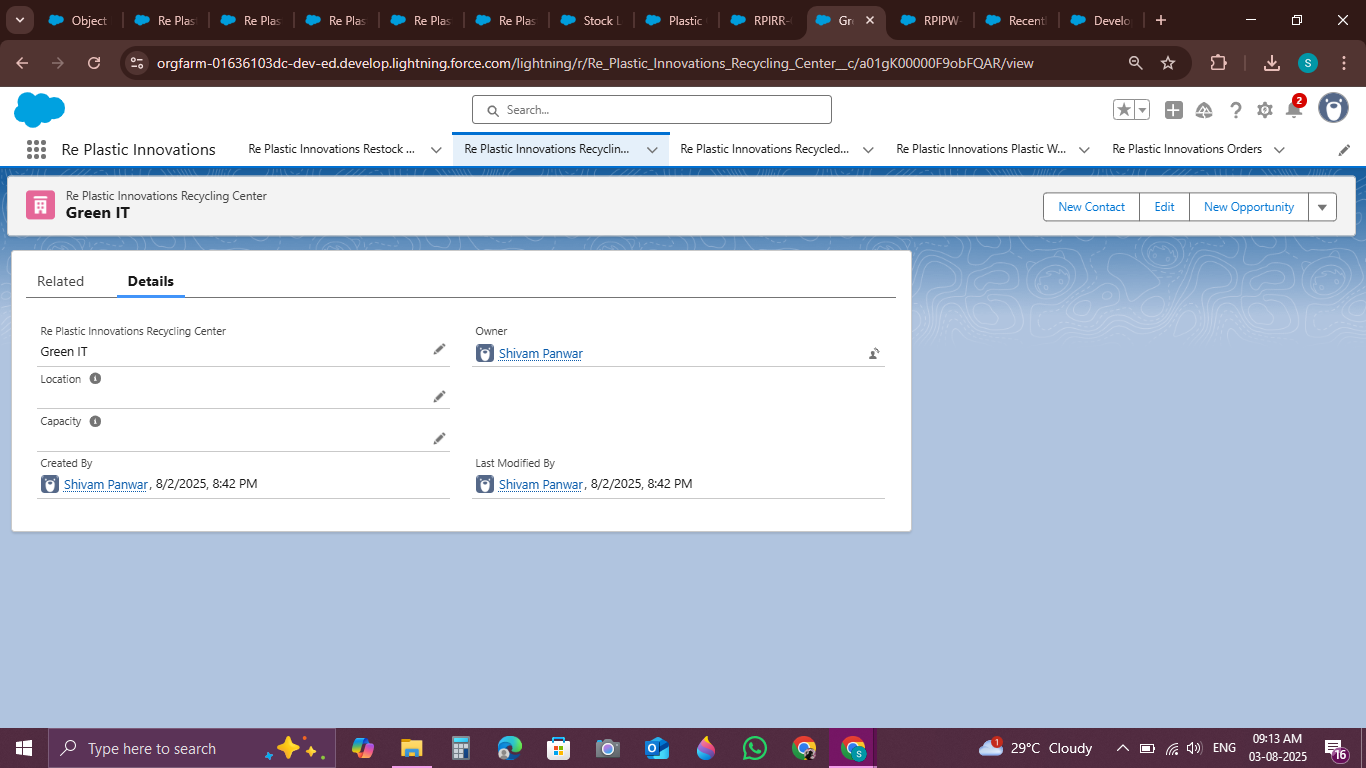 Object
Re Plas
Re Plas
Re Plas
Re Plas
Re Plas
Stock L
Plastic
RPIRR-
Gr
RPIPW-
Recent
Develo
orgfarm-01636103dc-dev-ed.develop.lightning.force.com/lightning/r/Re_Plastic_Innovations_Recycling_Center__c/a01gK00000F9obFQAR/view
S
Search...
2
Re Plastic Innovations
Re Plastic Innovations Restock ...
Re Plastic Innovations Recyclin...
Re Plastic Innovations Recycled...
Re Plastic Innovations Plastic W...
Re Plastic Innovations Orders
Re Plastic Innovations Recycling Center
Green IT
New Contact
Edit
New Opportunity
Related
Details
Re Plastic Innovations Recycling Center
Green IT
Owner
Shivam Panwar
Location
Capacity
Created By
Shivam Panwar, 8/2/2025, 8:42 PM
Last Modified By
Shivam Panwar, 8/2/2025, 8:42 PM
Type here to search
S
1
29°C Cloudy
ENG
09:13 AM
03-08-2025
16